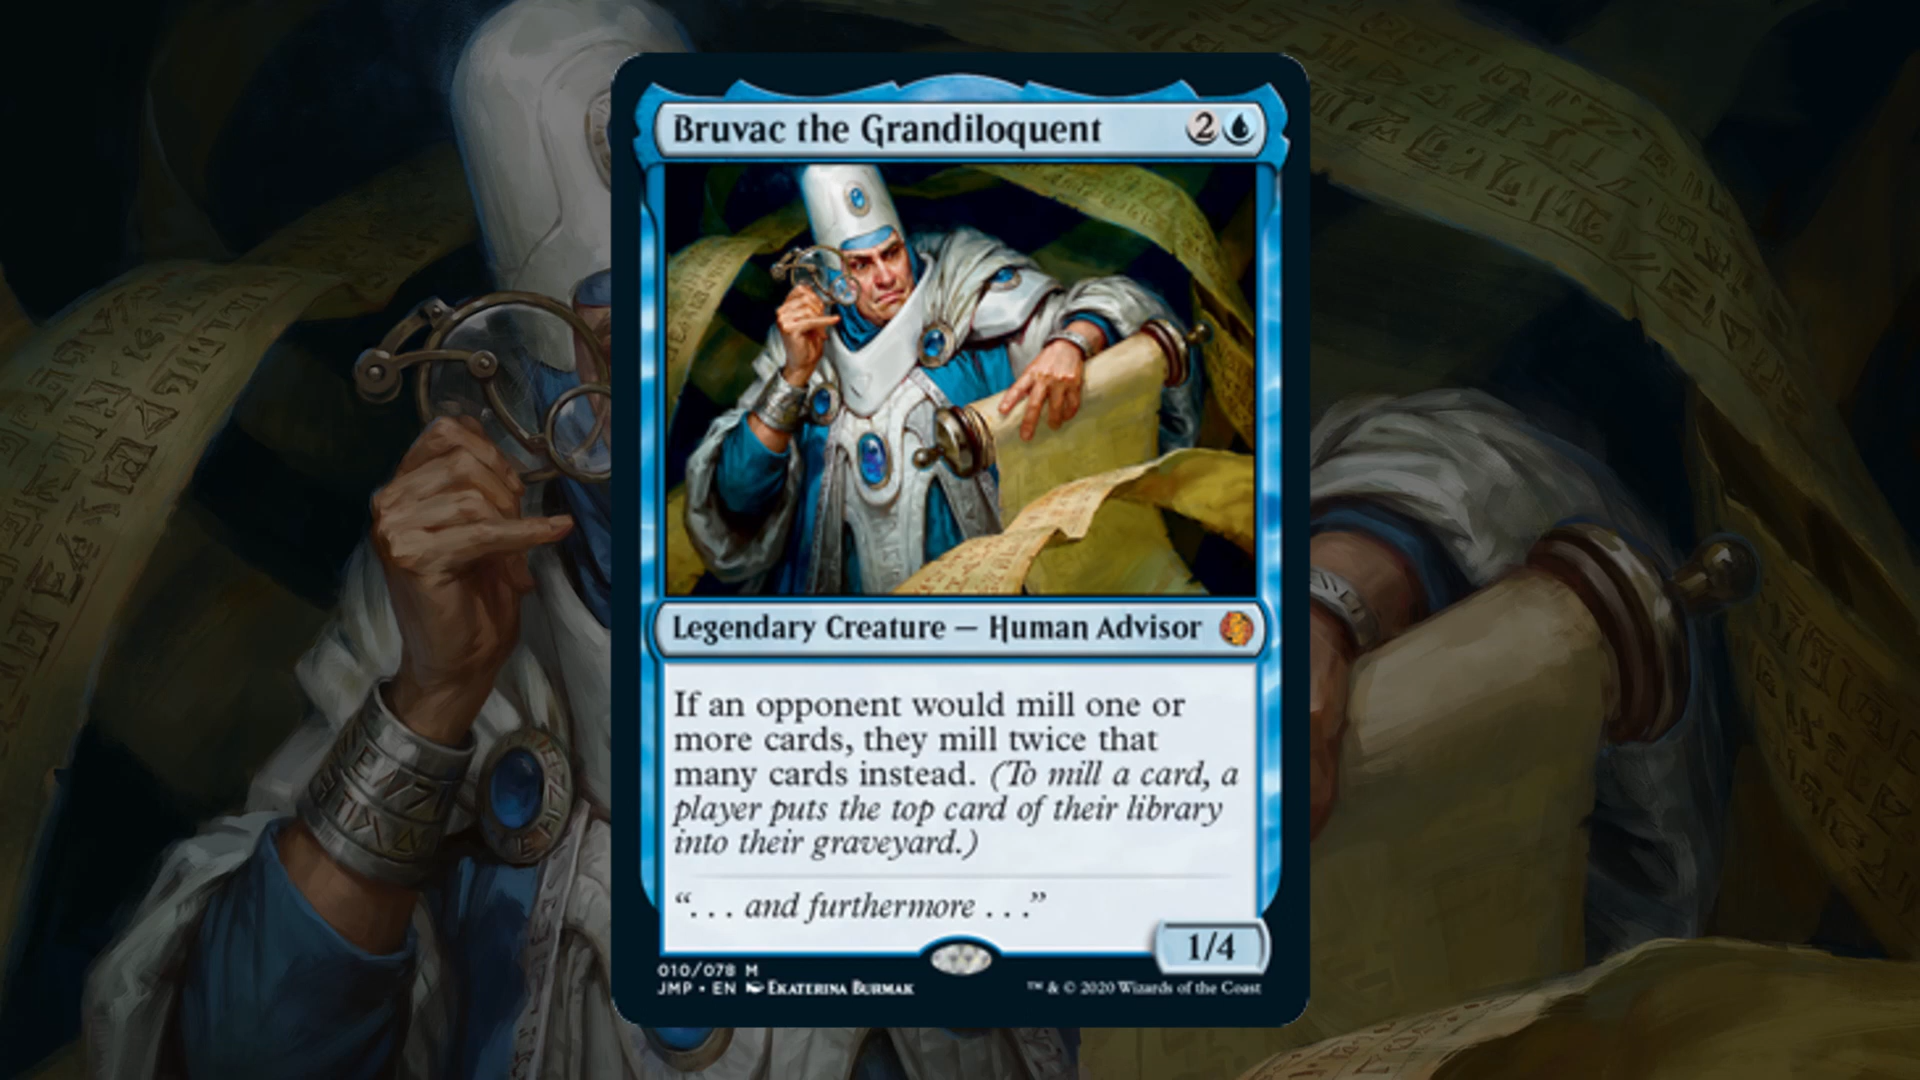 Bruvac the Grandiloquent 2
Legendary Creature — Human Advisor
If an opponent would mill one or
more cards, they mill twice that
many cards instead. (To mill a card, a
player puts the top card of their library
into their graveyard.)
“. . . and furthermore . . .”
1/4
010/078 M
JMP • EN Ekaterina Burmak
™ & © 2020 Wizards of the Coast